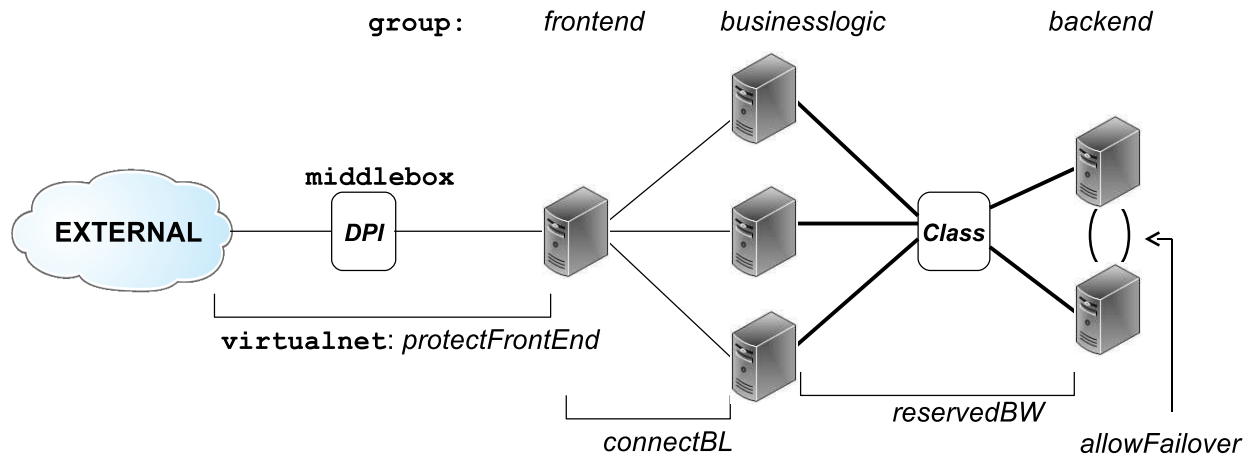 group: frontend businesslogic backend
middlebox
EXTERNAL DPI Class
virtualnet: protectFrontEnd
reservedBW
connectBL
allowFailover